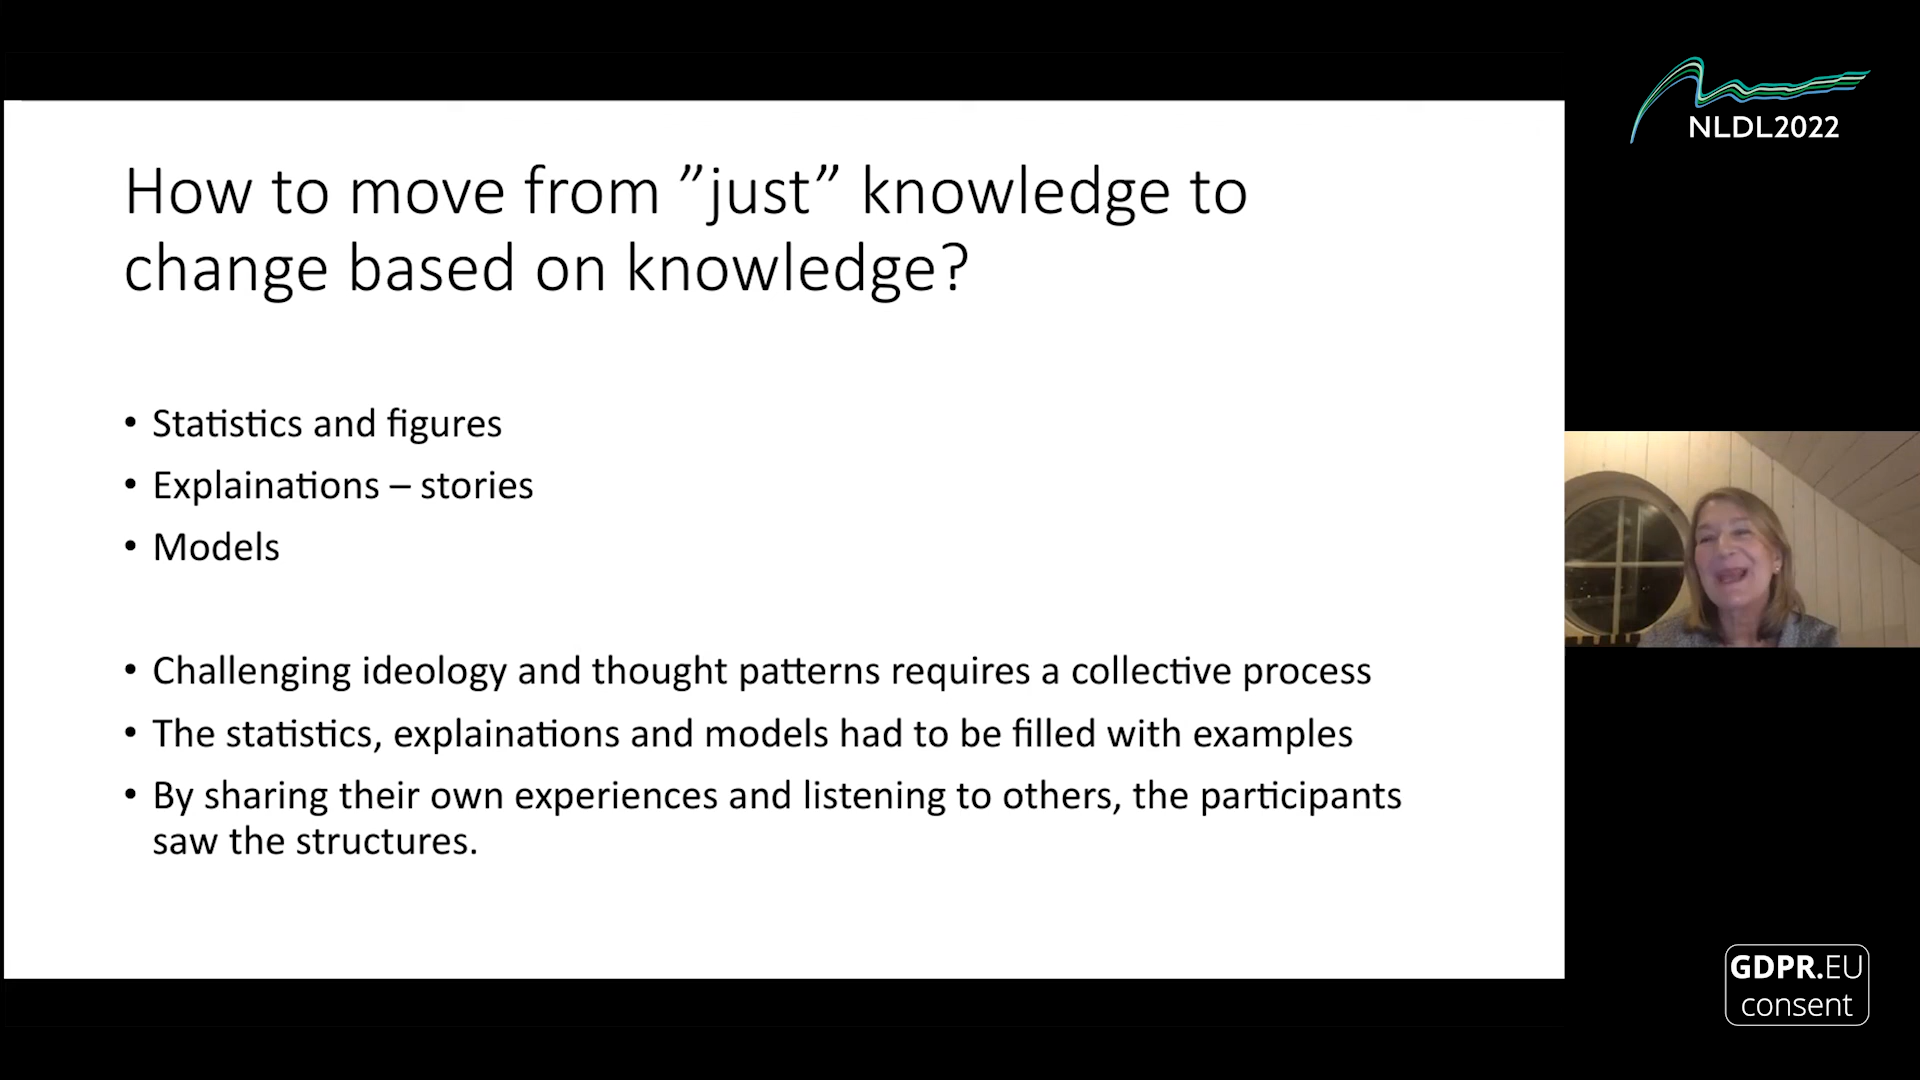 NLDL2022
How to move from ”just” knowledge to
change based on knowledge?
• Statistics and figures
• Explainations – stories
• Models
• Challenging ideology and thought patterns requires a collective process
• The statistics, explainations and models had to be filled with examples
• By sharing their own experiences and listening to others, the participants
saw the structures.
GDPR.EU
consent